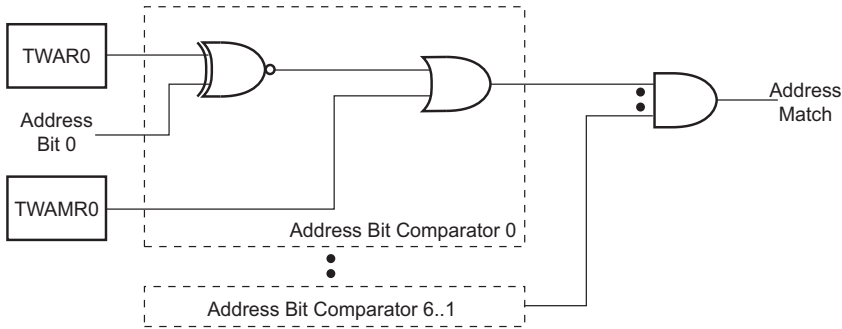 TWAR0
Address
Bit 0
TWAMR0
Address Bit Comparator 0
Address Bit Comparator 6..1
Address
Match